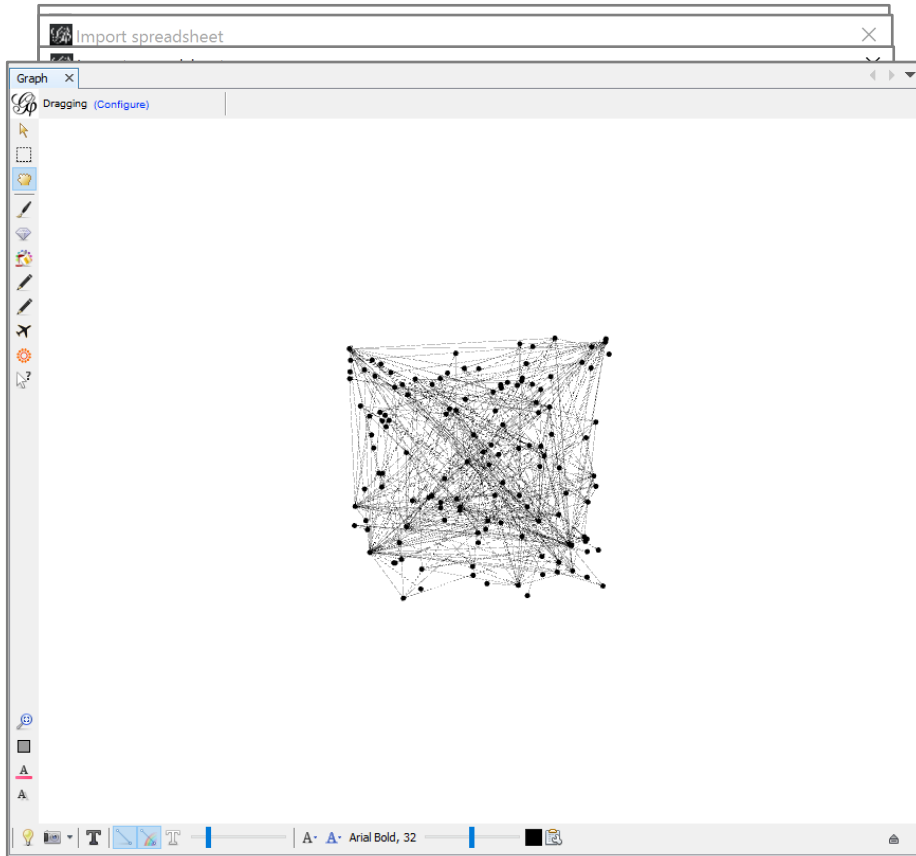 Import spreadsheet
Graph
Dragging (Configure)
A
A
T
T
A
A
Arial Bold, 32